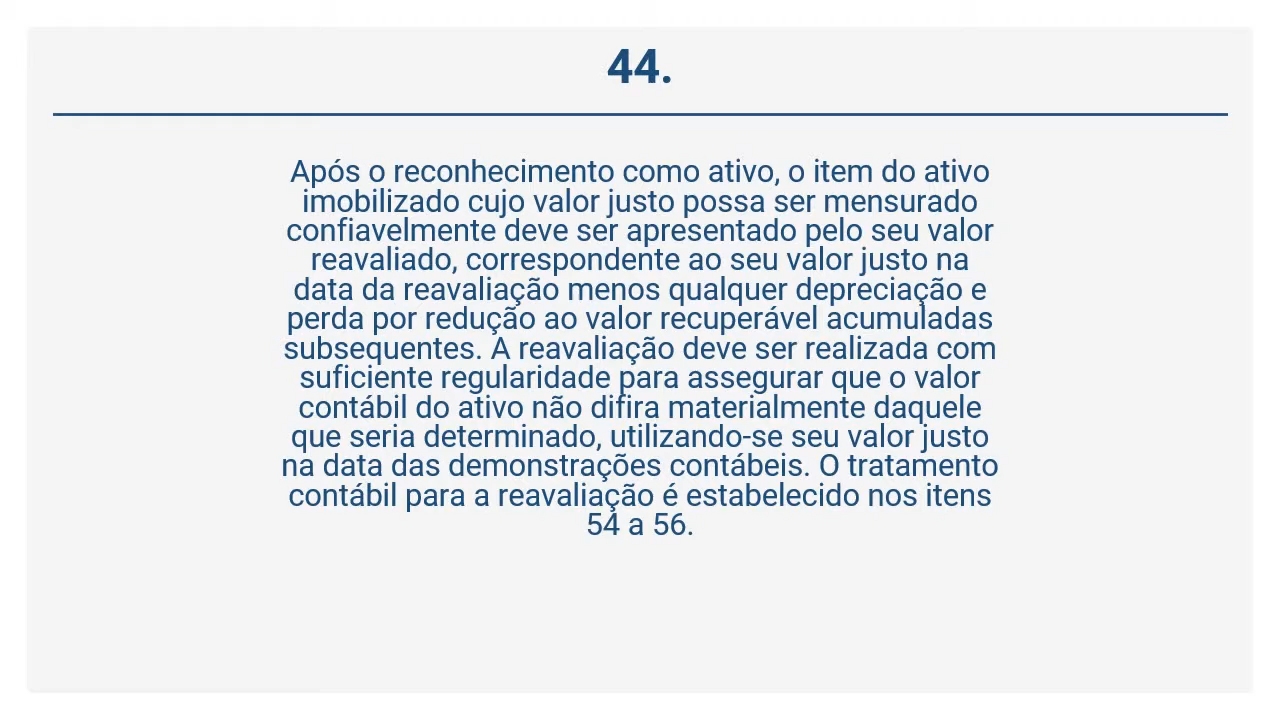 44.
Após o reconhecimento como ativo, o item do ativo
imobilizado cujo valor justo possa ser mensurado
confiavelmente deve ser apresentado pelo seu valor
reavaliado, correspondente ao seu valor justo na
data da reavaliação menos qualquer depreciação e
perda por redução ao valor recuperável acumuladas
subsequentes. A reavaliação deve ser realizada com
suficiente regularidade para assegurar que o valor
contábil do ativo não difira materialmente daquele
que seria determinado, utilizando-se seu valor justo
na data das demonstrações contábeis. O tratamento
contábil para a reavaliação é estabelecido nos itens
54 a 56.